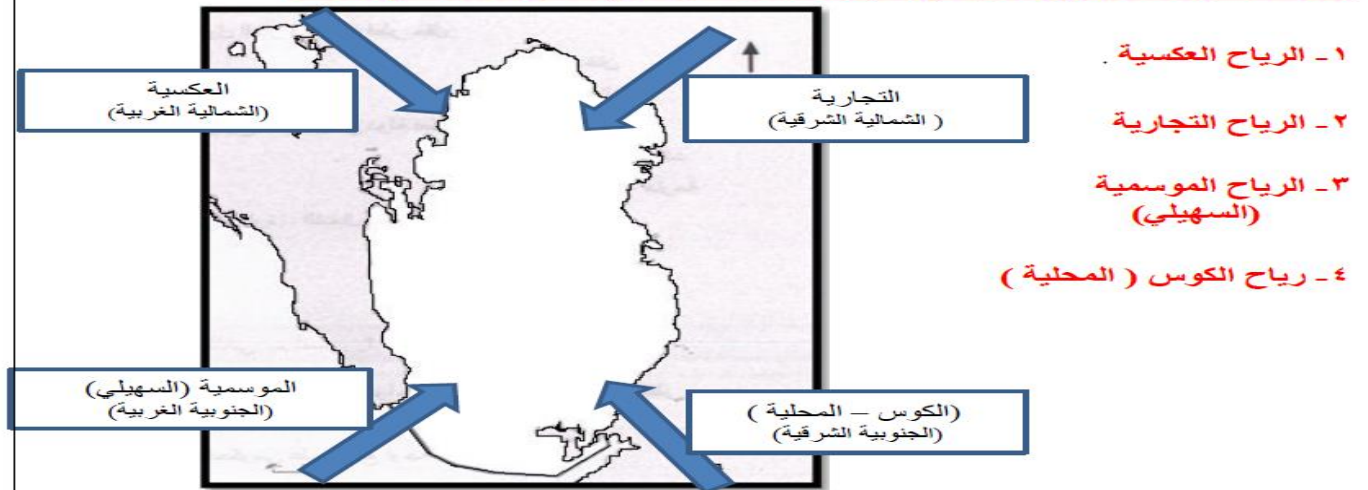 ١ - الرياح العكسية .
٢ - الرياح التجارية
٣ - الرياح الموسمية
(السهيلي)
٤ - رياح الكوس ( المحلية )
التجارية
( الشمالية الشرقية)
العكسية
(الشمالية الغربية)
(الكوس – المحلية )
(الجنوبية الشرقية)
الموسمية (السهيلي)
(الجنوبية الغربية)